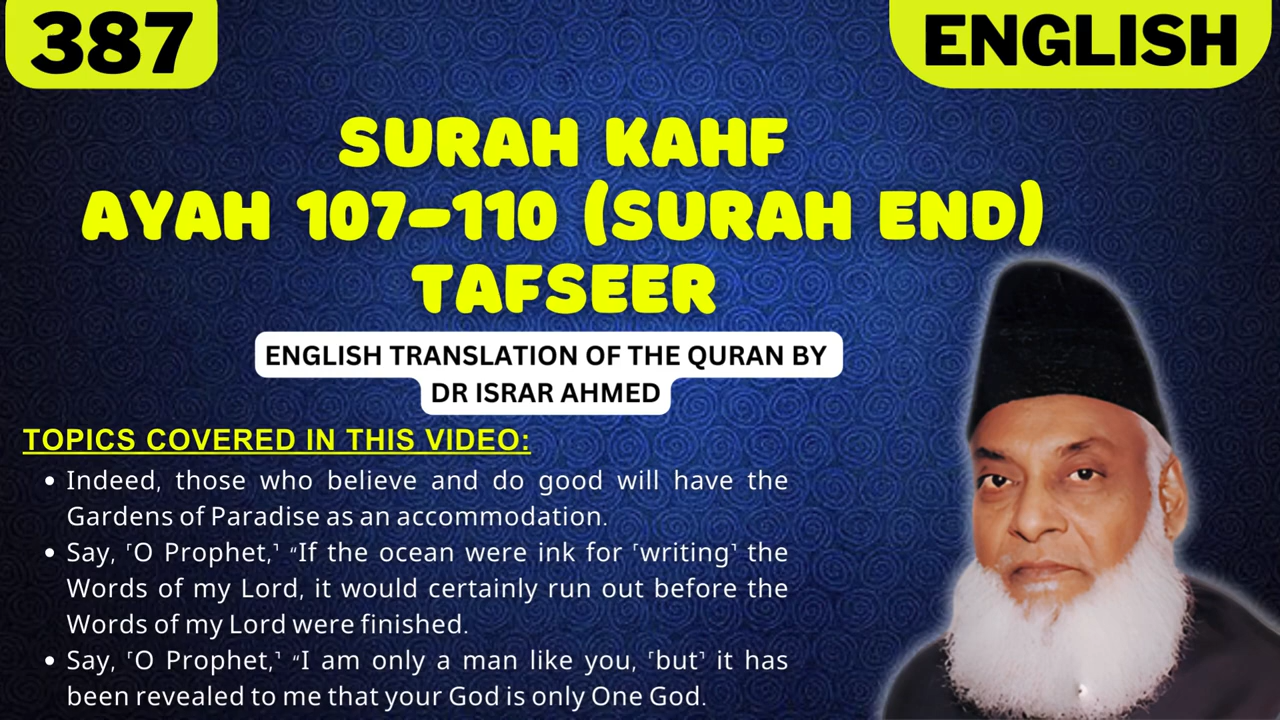 387
ENGLISH
SURAH KAHF
AYAH 107-110 (SURAH END)
TAFSEER
ENGLISH TRANSLATION OF THE QURAN BY
DR ISRAR AHMED
TOPICS COVERED IN THIS VIDEO:
• Indeed, those who believe and do good will have the
Gardens of Paradise as an accommodation.
• Say, ˹O Prophet,˺ “If the ocean were ink for ˹writing˺ the
Words of my Lord, it would certainly run out before the
Words of my Lord were finished.
• Say, ˹O Prophet,˺ “I am only a man like you, ˹but˺ it has
been revealed to me that your God is only One God.